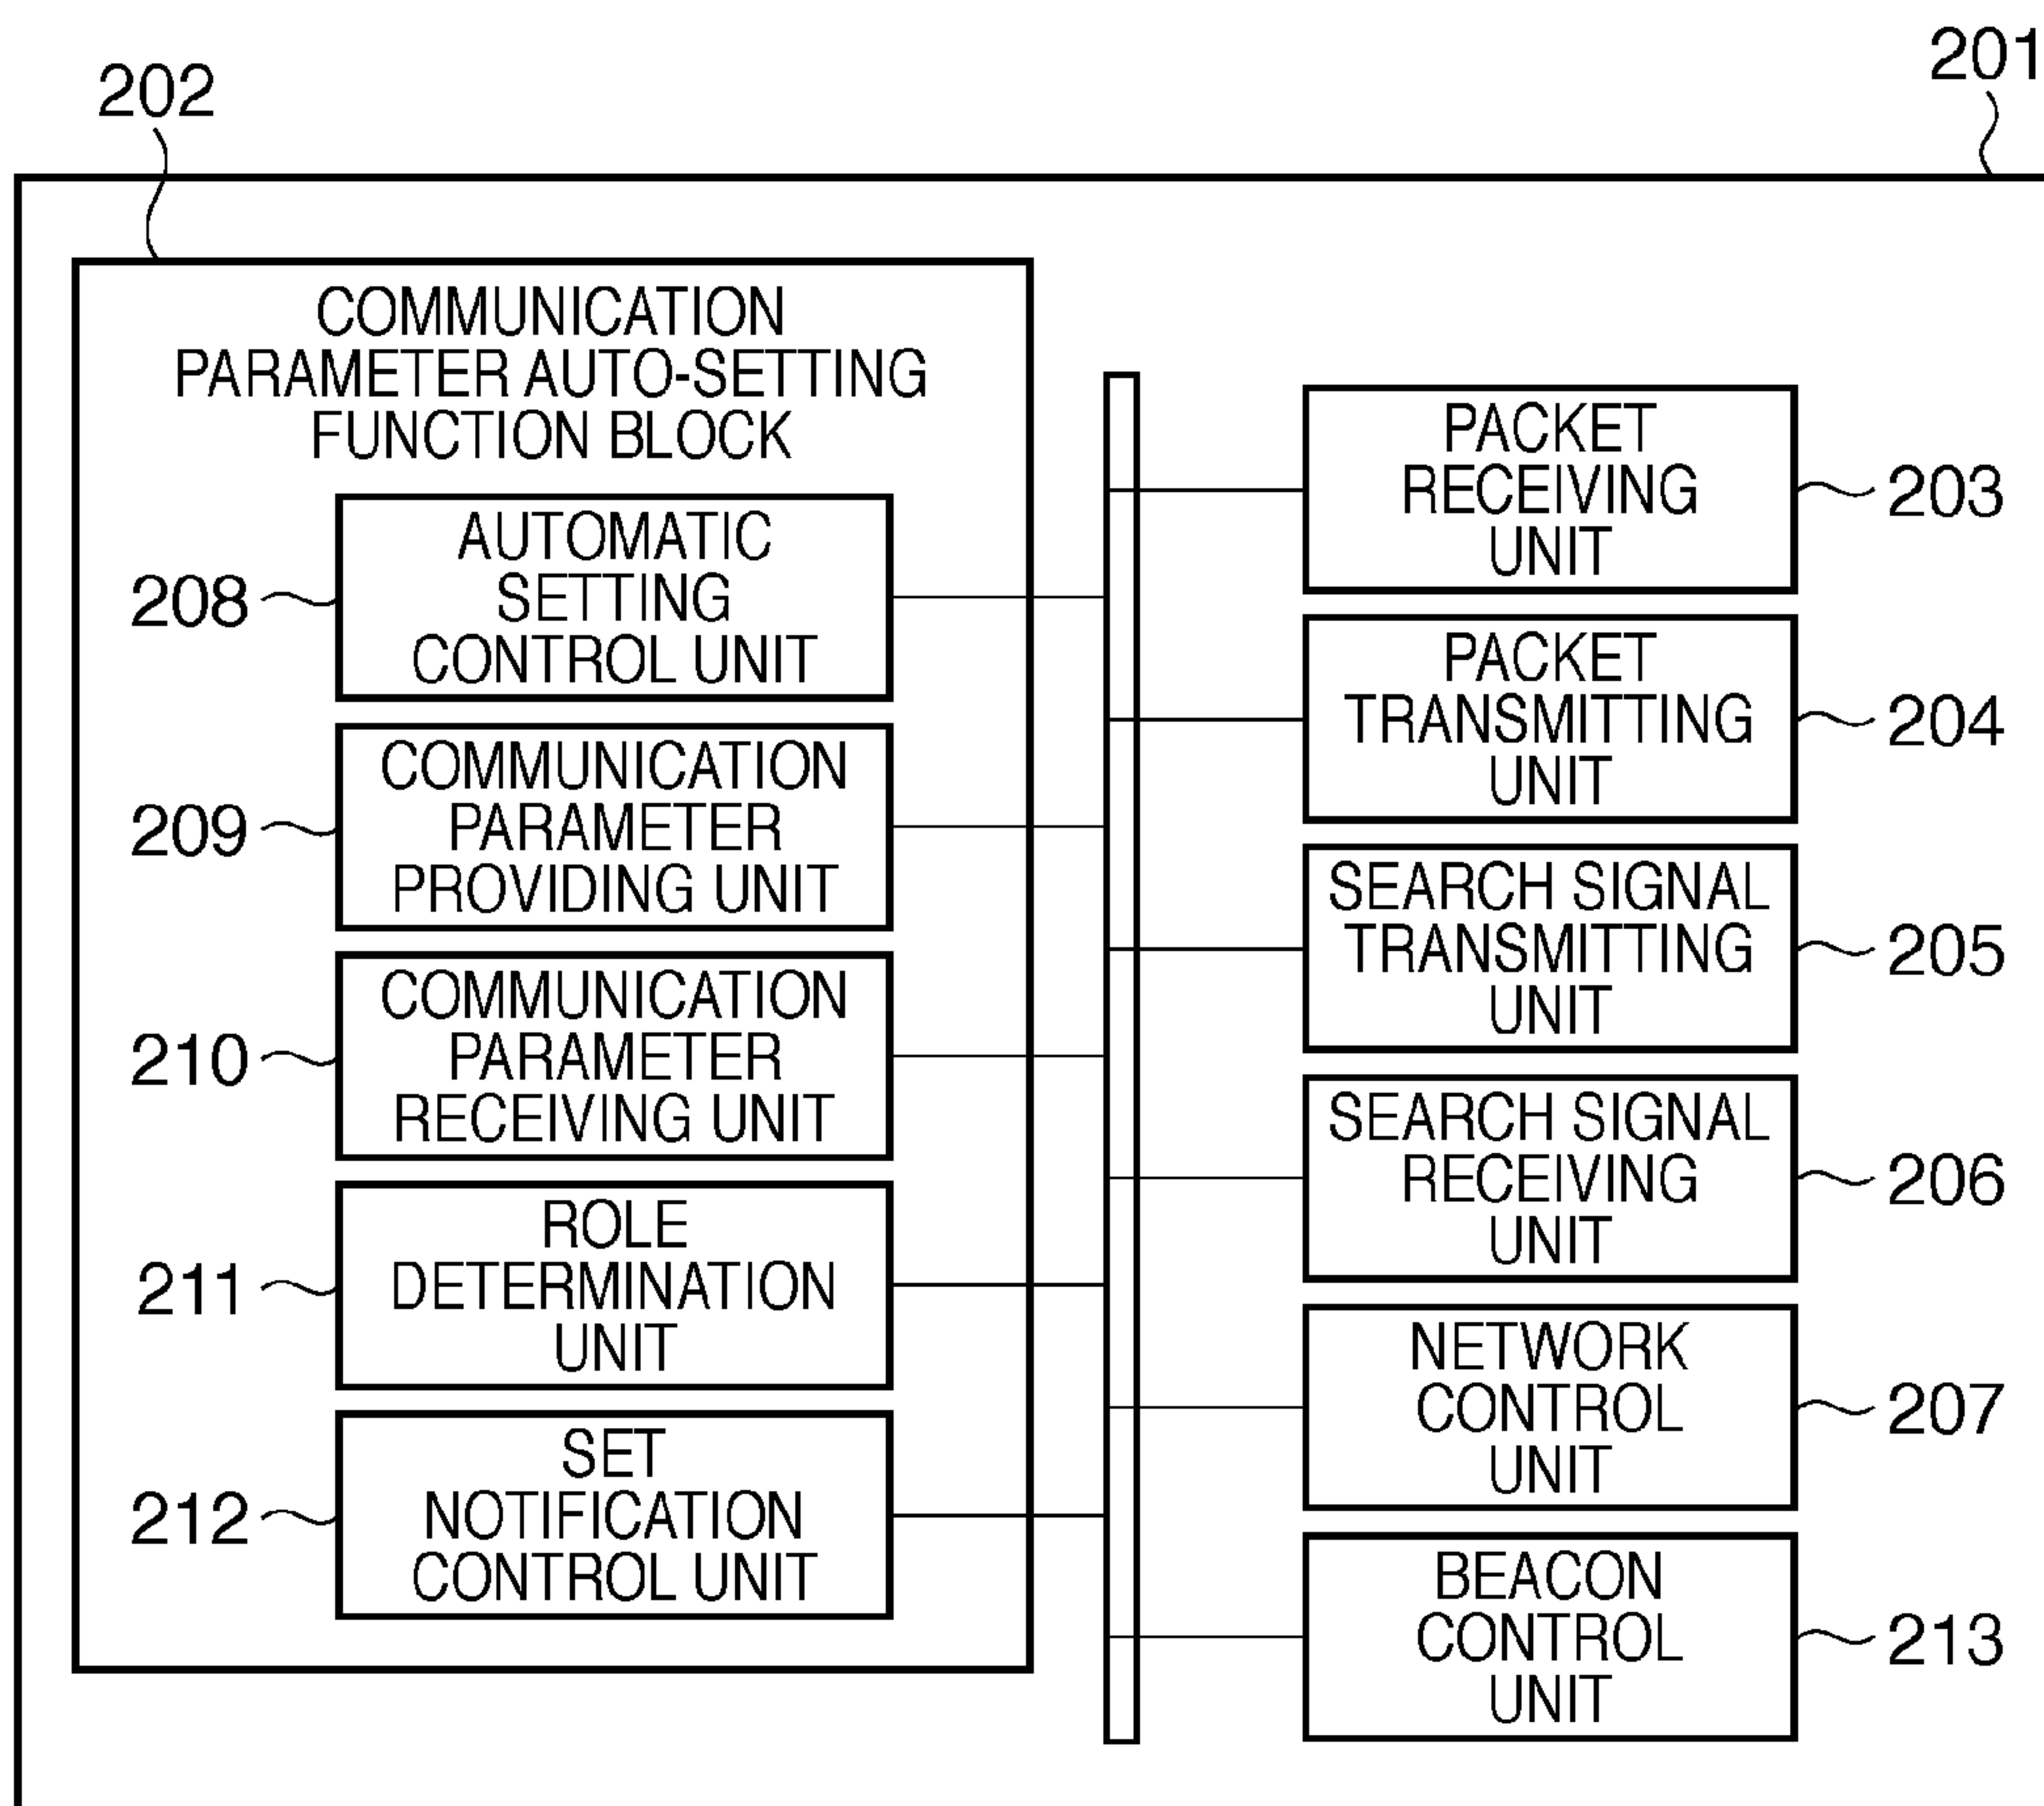 201
202
COMMUNICATION
PARAMETER AUTO-SETTING
FUNCTION BLOCK
208
AUTOMATIC
SETTING
CONTROL UNIT
209
COMMUNICATION
PARAMETER
PROVIDING UNIT
210
COMMUNICATION
PARAMETER
RECEIVING UNIT
211
ROLE
DETERMINATION
UNIT
212
SET
NOTIFICATION
CONTROL UNIT
PACKET
RECEIVING
UNIT
203
PACKET
TRANSMITTING
UNIT
204
SEARCH SIGNAL
TRANSMITTING
UNIT
205
SEARCH SIGNAL
RECEIVING
UNIT
206
NETWORK
CONTROL
UNIT
207
BEACON
CONTROL
UNIT
213